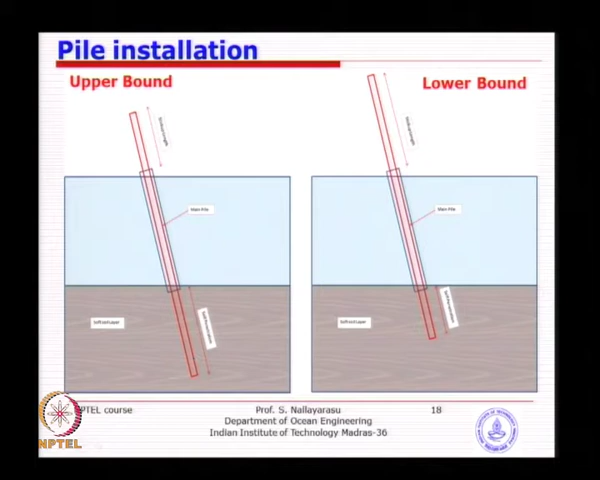 Pile installation
Upper Bound
Lower Bound
Main Pile
Main Pile
Soft soil Layer
Soft soil Layer
NPTEL
PTEL course
Prof. S. Nallayarasu
Department of Ocean Engineering
Indian Institute of Technology Madras-36
18